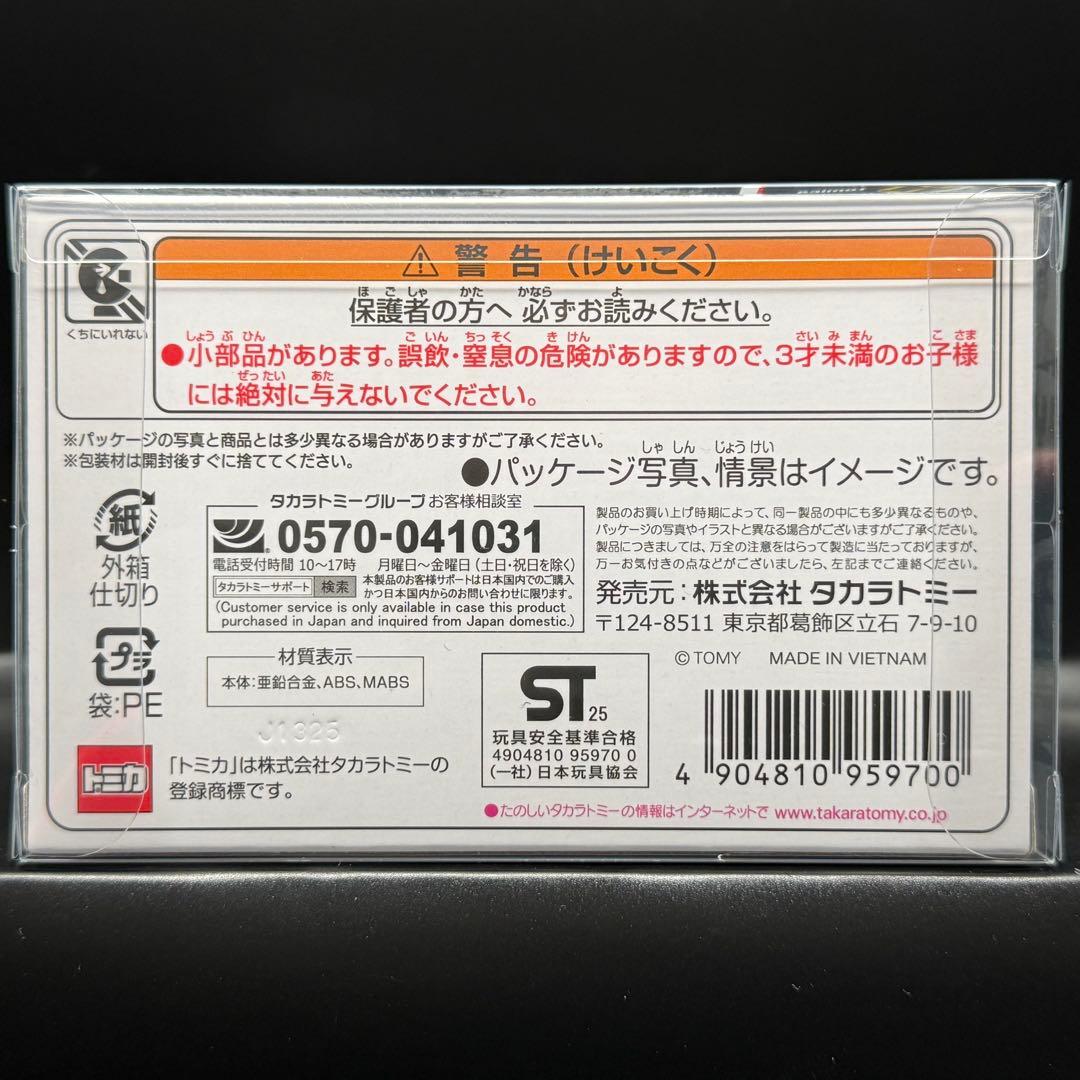 警告(けいこく)
くちにいれない
保護者の方へ 必ずお読みください。
ほごしゃ かた かなら よ
●小部品があります。誤飲・窒息の危険がありますので、3才未満のお子様
しょうぶひん ごいん ちっそく きけん さいみまん こさま
には絶対に与えないでください。
ぜったい あた
※パッケージの写真と商品とは多少異なる場合がありますがご了承ください。
※包装材は開封後すぐに捨ててください。
●パッケージ写真、情景はイメージです。
しゃしん じょうけい
紙
外箱
仕切り
プラ
袋:PE
タカラトミーグループ お客様相談室
0570-041031
電話受付時間 10~17時 月曜日~金曜日(土日・祝日を除く)
タカラトミーサポート 検索
本製品のお客様サポートは日本国内でのご購入
かつ日本国内からのお問い合わせに限ります。
(Customer service is only available in case this product
purchased in Japan and inquired from Japan domestic.)
製品のお買い上げ時期によって、同一製品の中にも多少異なるものや、
パッケージの写真やイラストと異なる場合がございますがご了承ください。
製品につきましては、万全の注意をはらって製造に当たっておりますが、
万一お気付きの点などがございましたら、左記までご連絡ください。
発売元:株式会社 タカラトミー
〒124-8511 東京都葛飾区立石 7-9-10
材質表示
本体:亜鉛合金、ABS、MABS
J1325
ST 25
玩具安全基準合格
4904810 95970 0
(一社)日本玩具協会
©TOMY MADE IN VIETNAM
4 904810 959700
トミカ
「トミカ」は株式会社タカラトミーの
登録商標です。
●たのしいタカラトミーの情報はインターネットで www.takaratomy.co.jp